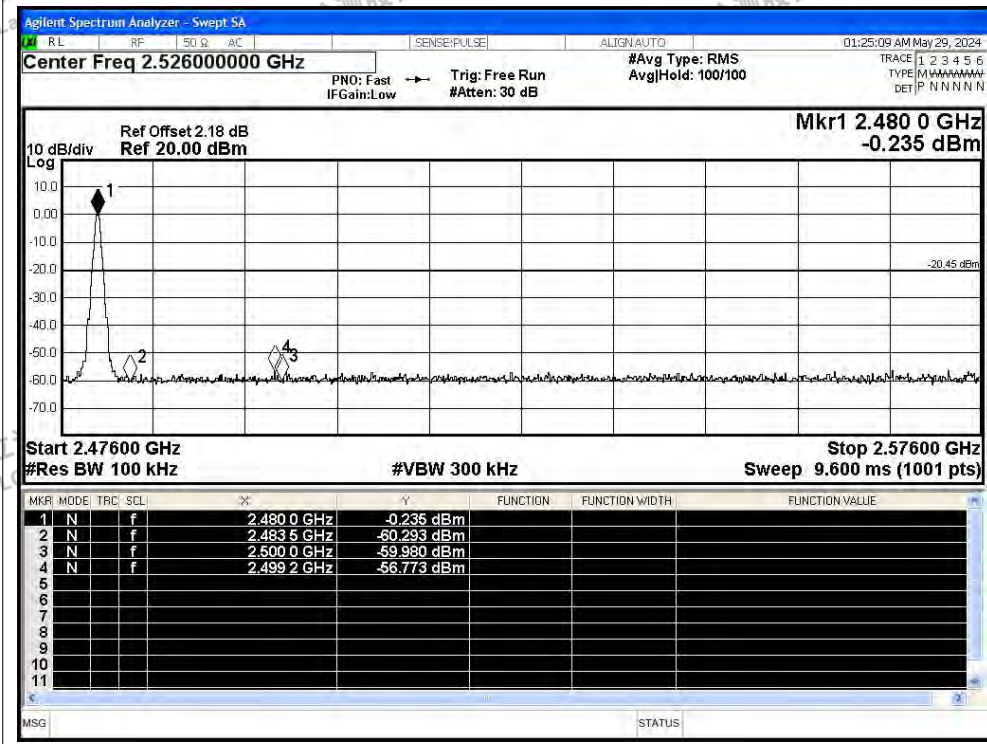 Agilent Spectrum Analyzer - Swept SA
RL RF 50 Ω AC SENSE:PULSE ALIGN AUTO 01:25:09 AM May 29, 2024
Center Freq 2.526000000 GHz
PNO: Fast
IFGain:Low
Trig: Free Run
#Atten: 30 dB
#Avg Type: RMS
Avg|Hold: 100/100
TRACE 1 2 3 4 5 6
TYPE M
DET P N N N N N
Mkr1 2.480 0 GHz
-0.235 dBm
Ref Offset 2.18 dB
10 dB/div Ref 20.00 dBm
Log
10.0
0.00
-10.0
-20.0
-30.0
-40.0
-50.0
-60.0
-70.0
1
-20.45 dBm
2
4
3
Start 2.47600 GHz Stop 2.57600 GHz
#Res BW 100 kHz #VBW 300 kHz Sweep 9.600 ms (1001 pts)
MKR MODE TRC SCL X Y FUNCTION FUNCTION WIDTH FUNCTION VALUE
1 N f 2.480 0 GHz -0.235 dBm
2 N f 2.483 5 GHz -60.293 dBm
3 N f 2.500 0 GHz -59.980 dBm
4 N f 2.499 2 GHz -56.773 dBm
5
6
7
8
9
10
11
MSG STATUS